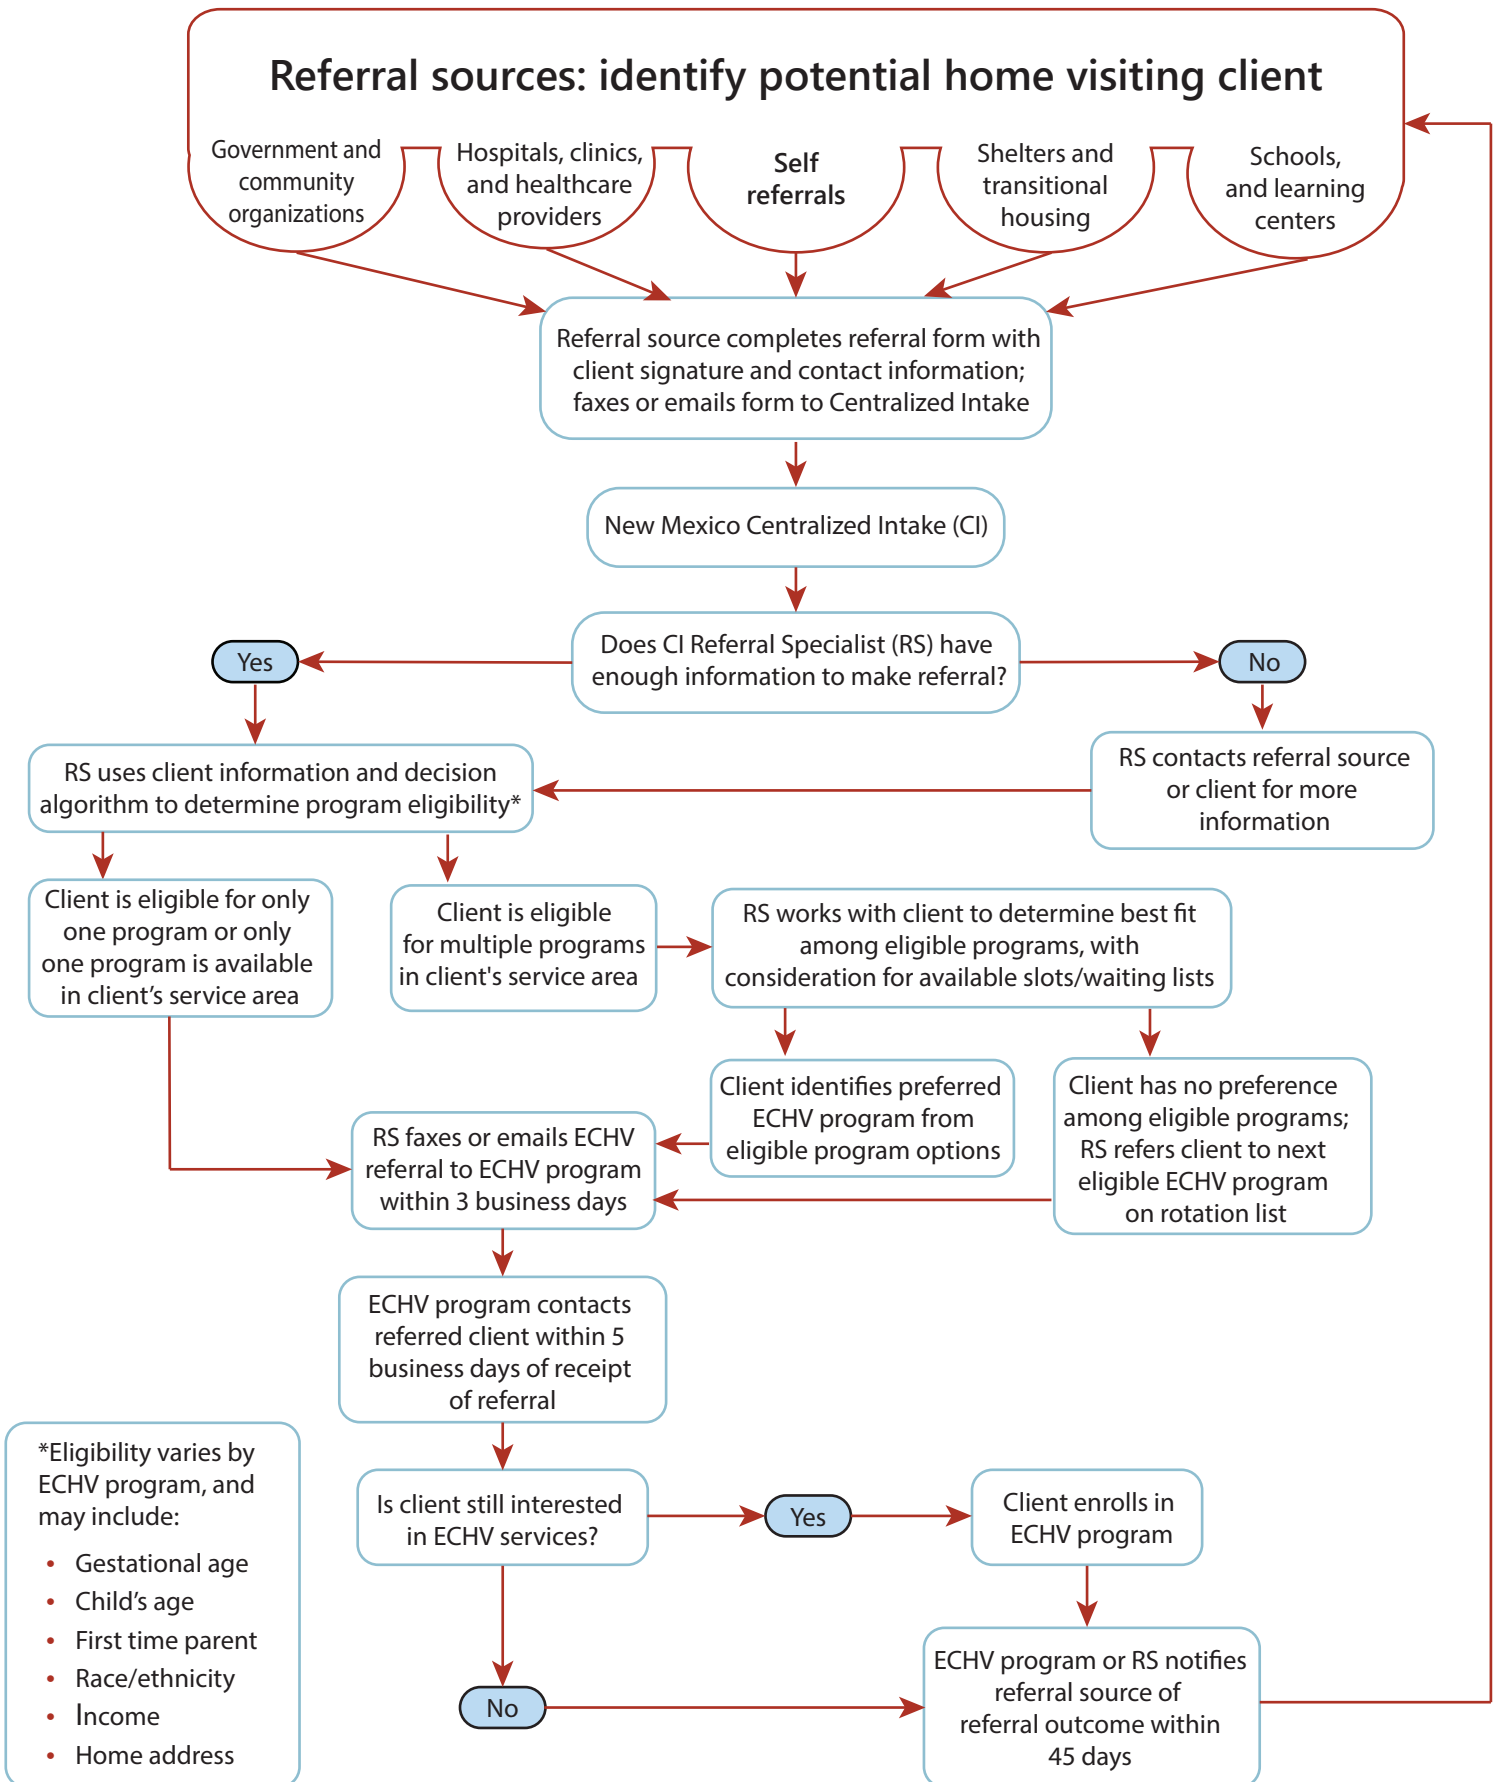 Referral sources: identify potential home visiting client
Government and
community
organizations
Hospitals, clinics,
and healthcare
providers
Self
referrals
Shelters and
transitional
housing
Schools,
and learning
centers
Referral source completes referral form with
client signature and contact information;
faxes or emails form to Centralized Intake
New Mexico Centralized Intake (CI)
Does CI Referral Specialist (RS) have
enough information to make referral?
Yes
No
RS uses client information and decision
algorithm to determine program eligibility*
RS contacts referral source
or client for more
information
Client is eligible for only
one program or only
one program is available
in client’s service area
Client is eligible
for multiple programs
in client's service area
RS works with client to determine best fit
among eligible programs, with
consideration for available slots/waiting lists
Client identifies preferred
ECHV program from
eligible program options
Client has no preference
among eligible programs;
RS refers client to next
eligible ECHV program
on rotation list
RS faxes or emails ECHV
referral to ECHV program
within 3 business days
ECHV program contacts
referred client within 5
business days of receipt
of referral
Is client still interested
in ECHV services?
Yes
Client enrolls in
ECHV program
No
ECHV program or RS notifies
referral source of
referral outcome within
45 days
*Eligibility varies by
ECHV program, and
may include:
• Gestational age
• Child’s age
• First time parent
• Race/ethnicity
• Income
• Home address